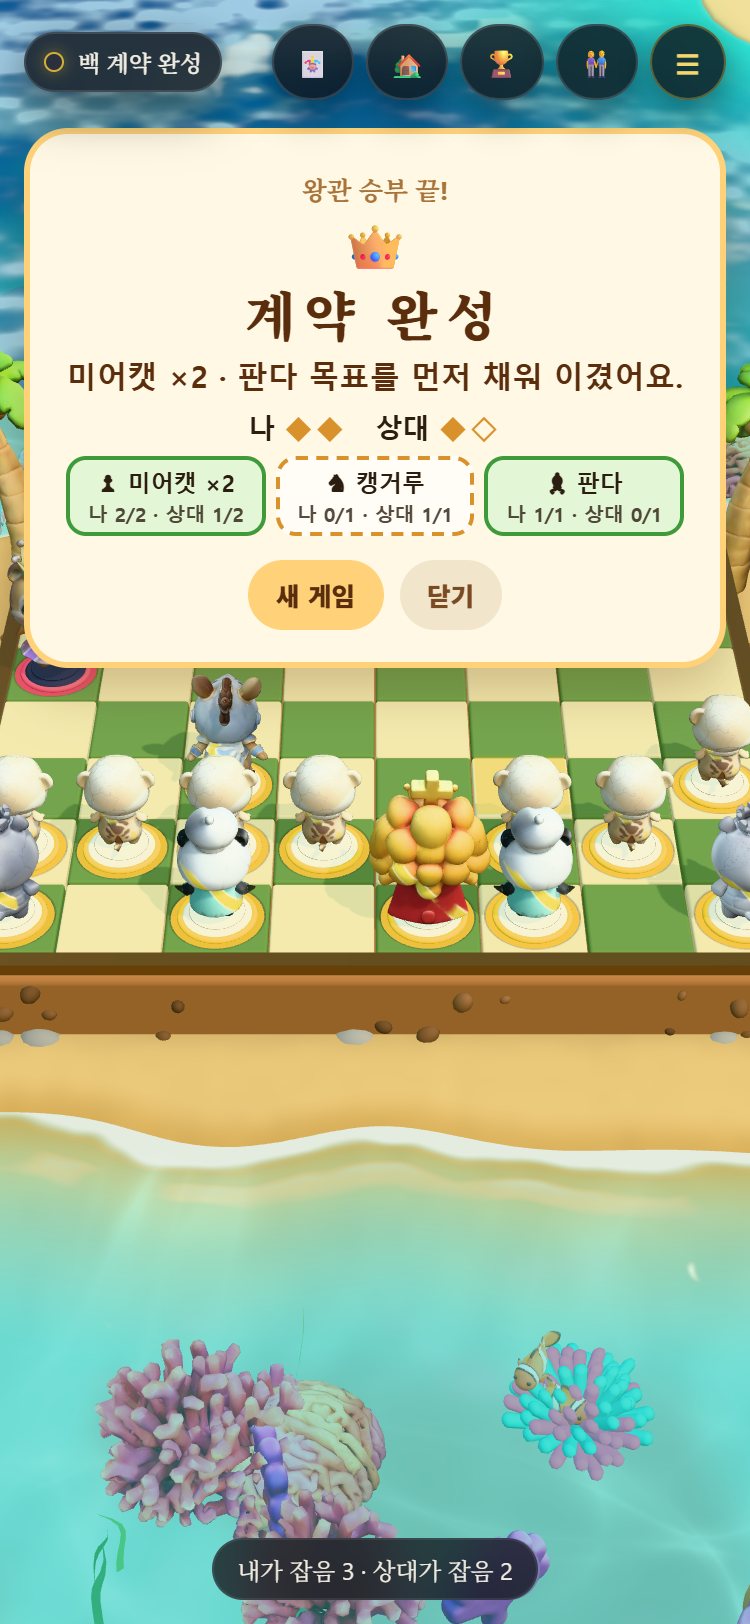 백 계약 완성
왕관 승부 끝!
계약 완성
미어캣 ×2 · 판다 목표를 먼저 채워 이겼어요.
나 ◆◆ 상대 ◆◇
♟ 미어캣 ×2
나 2/2 · 상대 1/2
♞ 캥거루
나 0/1 · 상대 1/1
♝ 판다
나 1/1 · 상대 0/1
새 게임
닫기
내가 잡음 3 · 상대가 잡음 2